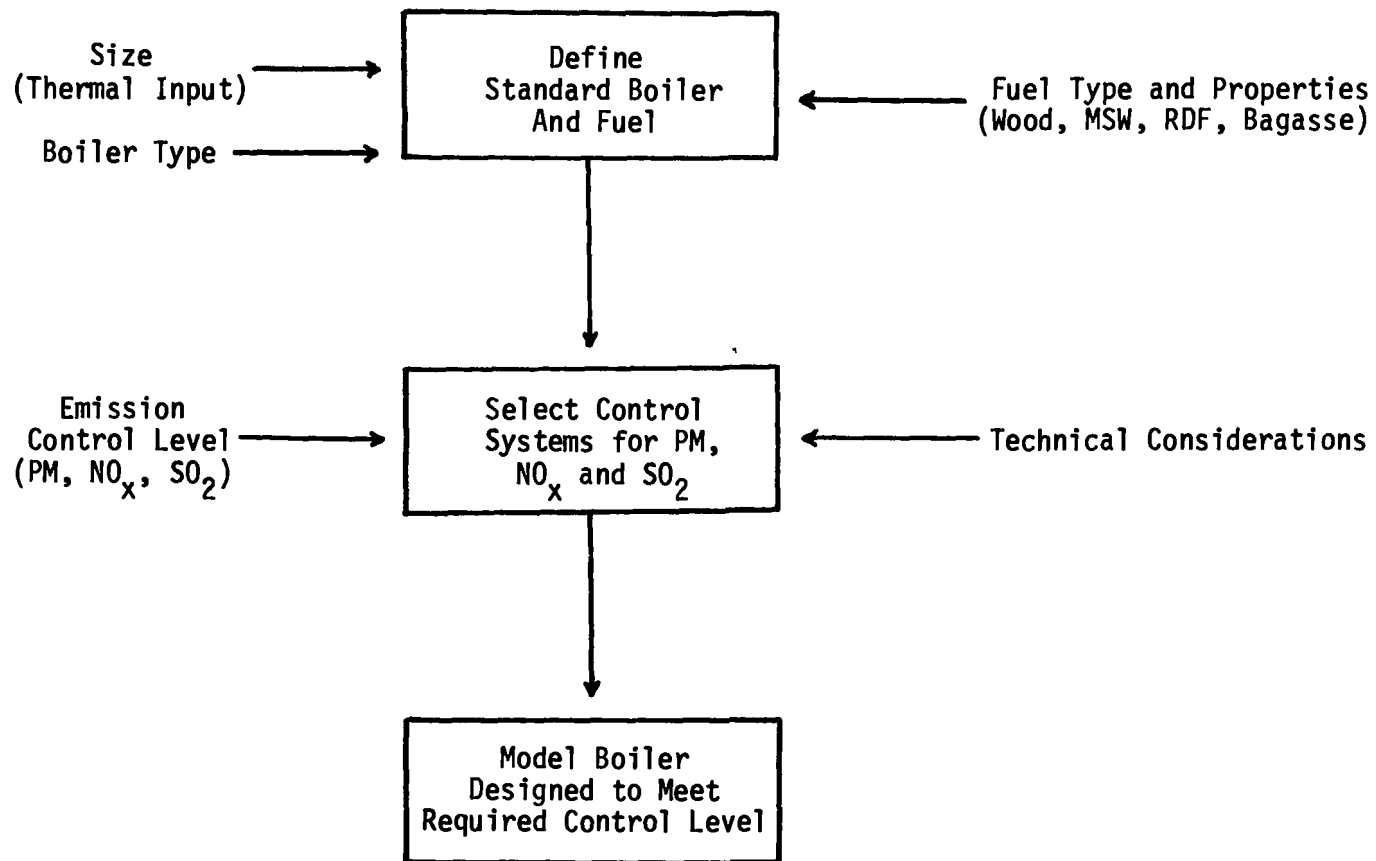 Size
(Thermal Input)
Boiler Type
Define
Standard Boiler
And Fuel
Fuel Type and Properties
(Wood, MSW, RDF, Bagasse)
Emission
Control Level
(PM, NOx, SO2)
Select Control
Systems for PM,
NOx and SO2
Technical Considerations
Model Boiler
Designed to Meet
Required Control Level